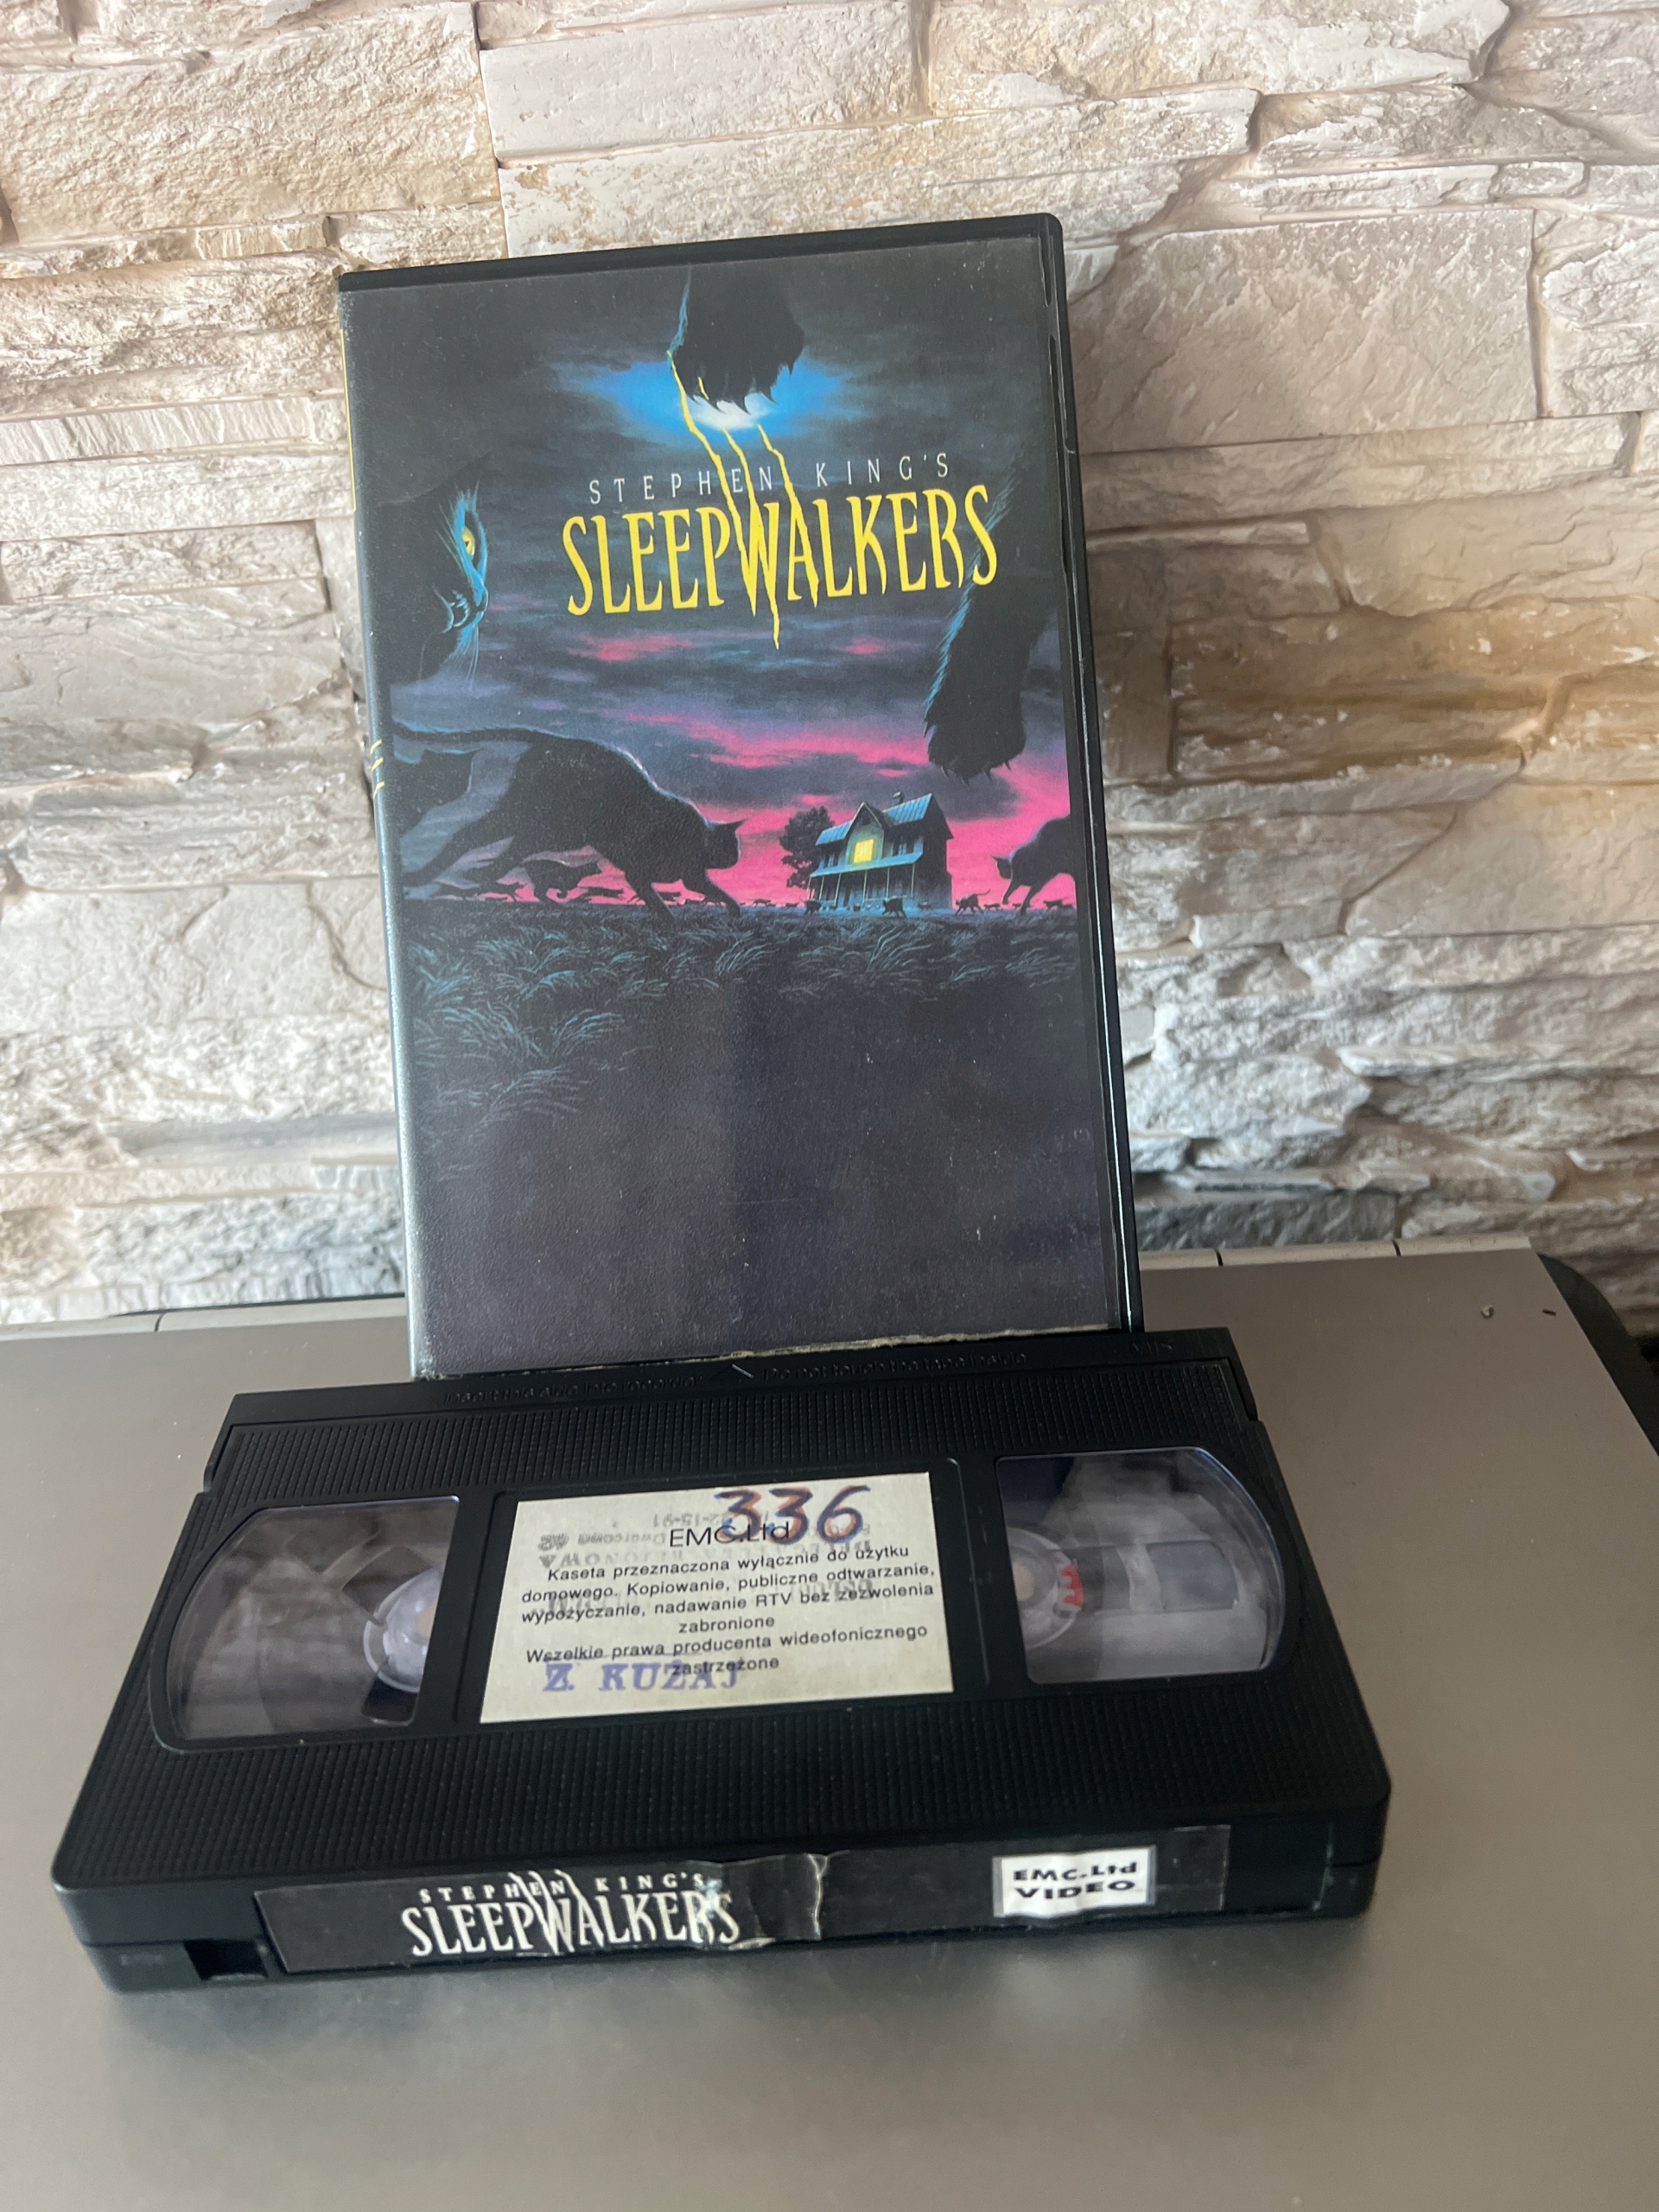 STEPHEN KING'S
SLEEPWALKERS
336
EMC.Ltd
Kaseta przeznaczona wyłącznie do użytku
domowego. Kopiowanie, publiczne odtwarzanie,
wypożyczanie, nadawanie RTV bez zezwolenia
zabronione
Wszelkie prawa producenta wideofonicznego
zastrzeżone
Z. KUŻAJ
STEPHEN KING'S
SLEEPWALKERS
EMC.Ltd
VIDEO